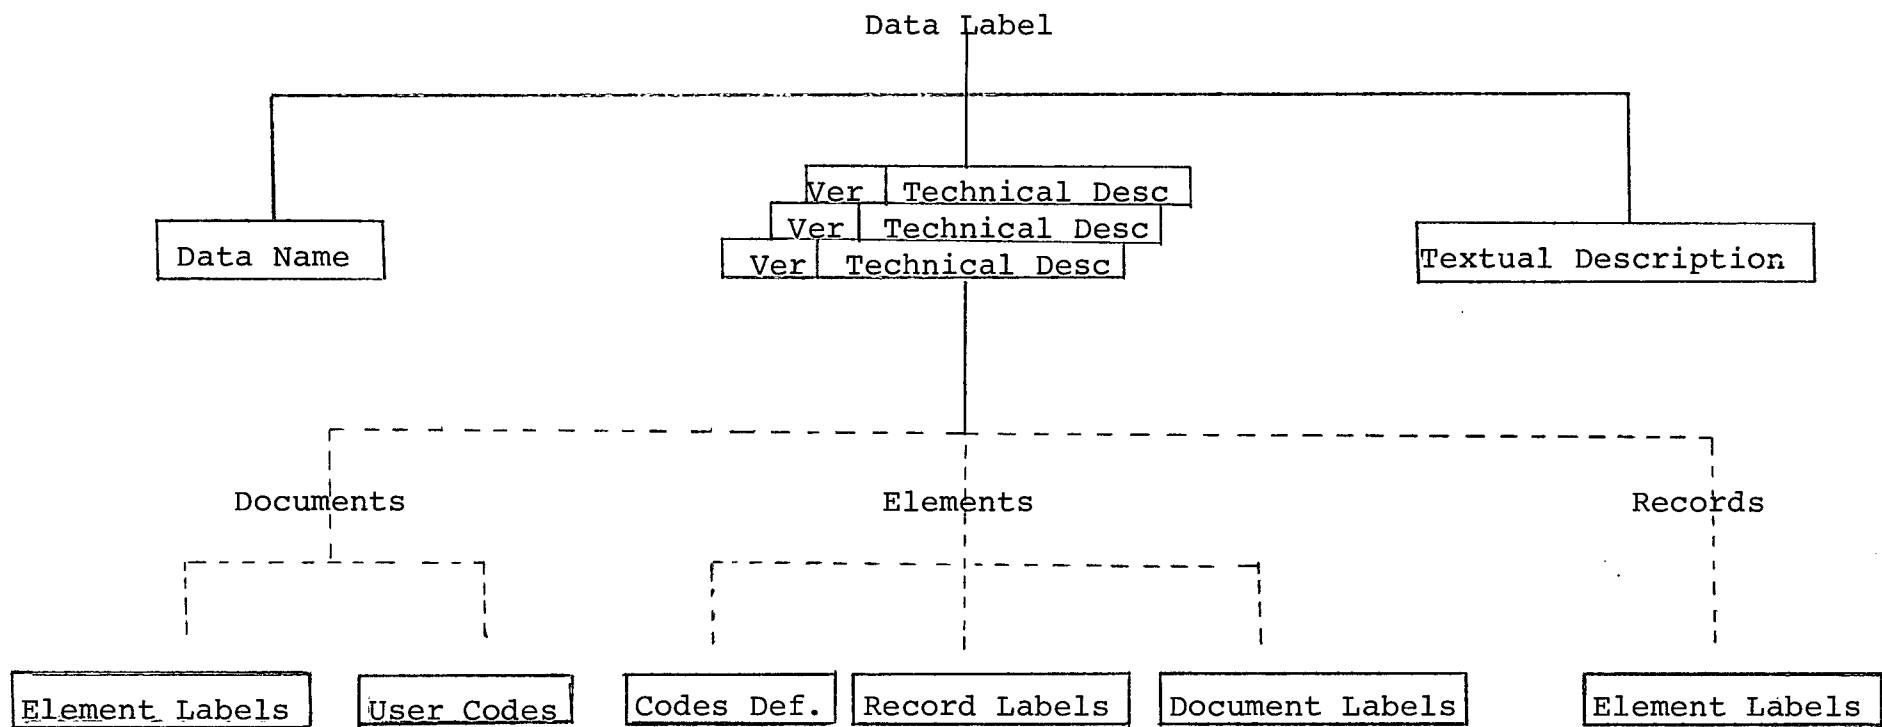 Data Label
Ver Technical Desc
Ver Technical Desc
Ver Technical Desc
Data Name
Textual Description
Documents
Elements
Records
Element Labels
User Codes
Codes Def.
Record Labels
Document Labels
Element Labels